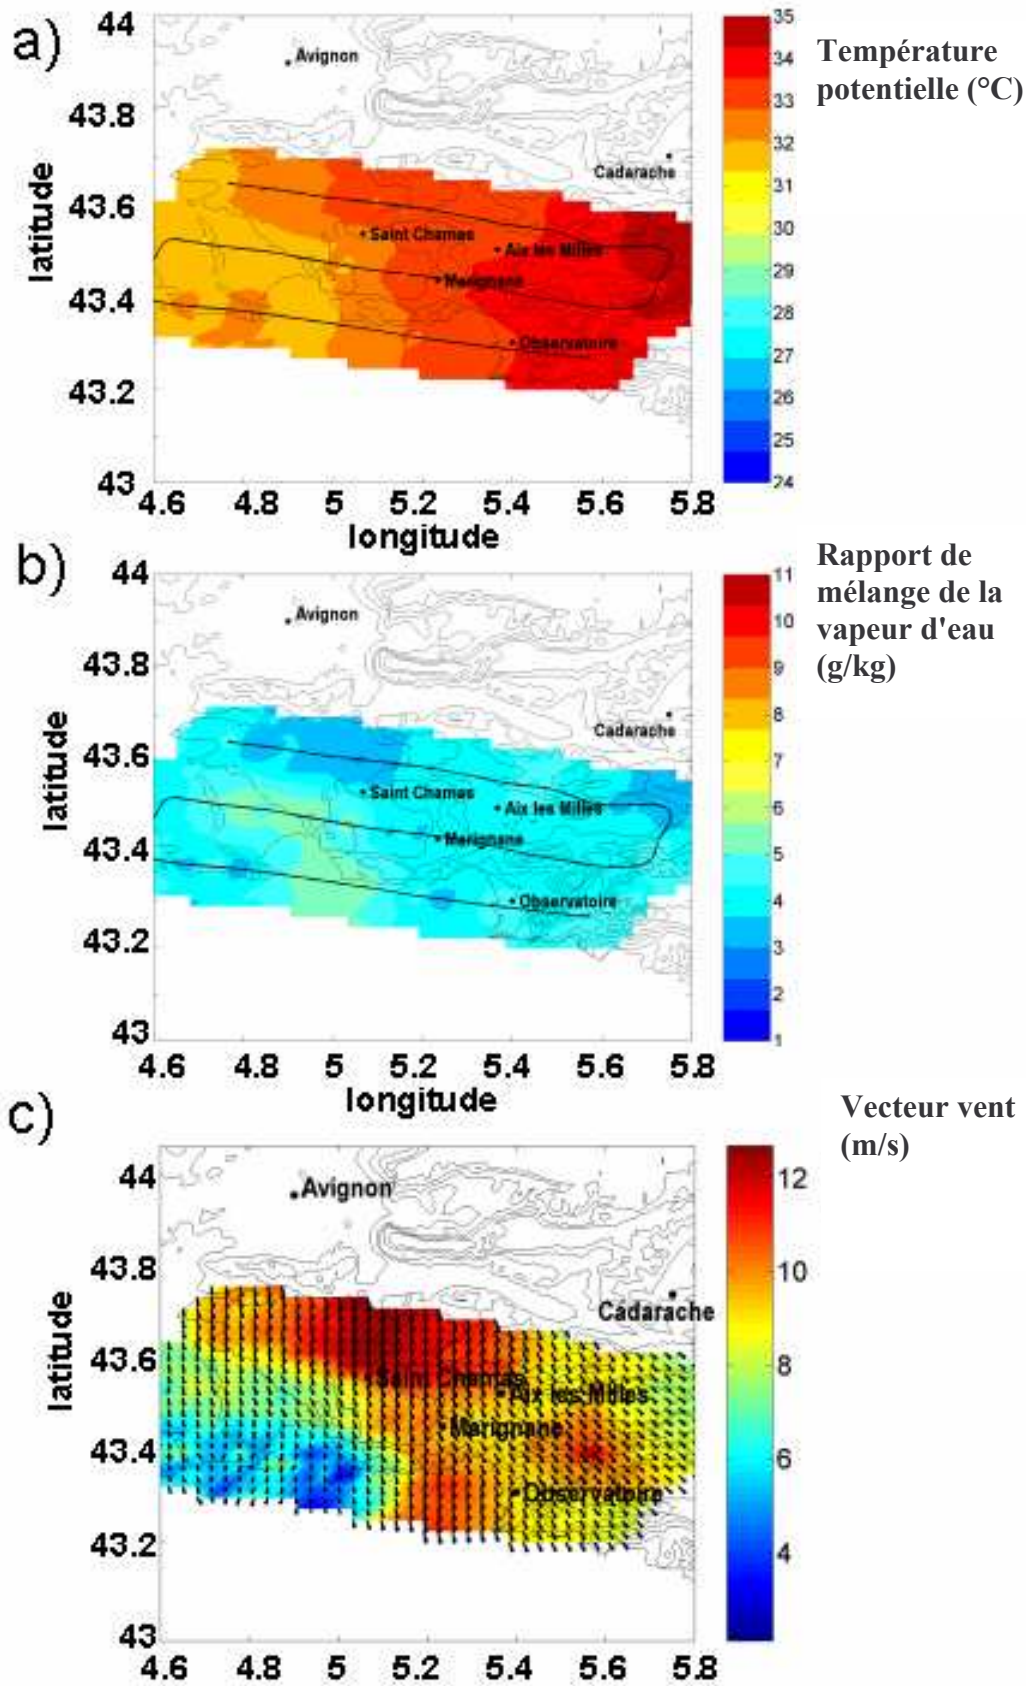 a)
44
43.8
43.6
43.4
43.2
43
latitude
Avignon
Cadarache
Saint Chamas
Aix les Milles
Marignane
Observatoire
4.6 4.8 5 5.2 5.4 5.6 5.8
longitude
35
34
33
32
31
30
29
28
27
26
25
24
Température
potentielle (°C)
b)
44
43.8
43.6
43.4
43.2
43
latitude
Avignon
Cadarache
Saint Chamas
Aix les Milles
Marignane
Observatoire
4.6 4.8 5 5.2 5.4 5.6 5.8
longitude
11
10
9
8
7
6
5
4
3
2
1
Rapport de
mélange de la
vapeur d'eau
(g/kg)
c)
44
43.8
43.6
43.4
43.2
43
latitude
Avignon
Cadarache
Saint Chamas
Aix les Milles
Marignane
Observatoire
4.6 4.8 5 5.2 5.4 5.6 5.8
12
10
8
6
4
Vecteur vent
(m/s)